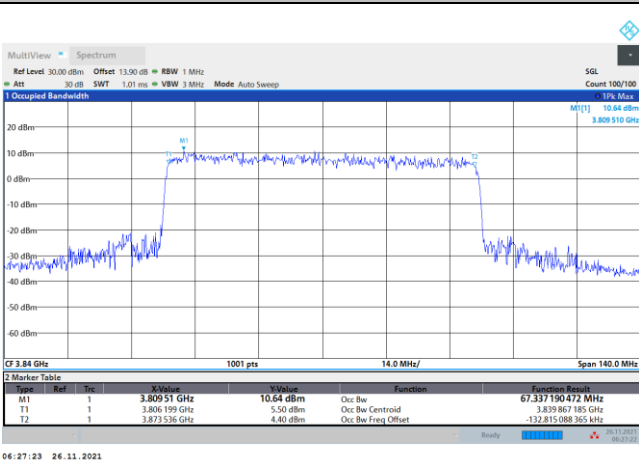 MultiView Spectrum
Ref Level 30.00 dBm Offset 13.90 dB RBW 1 MHz SGL
Att 30 dB SWT 1.01 ms VBW 3 MHz Mode Auto Sweep Count 100/100
1 Occupied Bandwidth 1Pk Max
M1[1] 10.64 dBm
3.809 510 GHz
20 dBm
M1
10 dBm
T1 T2
0 dBm
-10 dBm
-20 dBm
-30 dBm
-40 dBm
-50 dBm
-60 dBm
CF 3.84 GHz 1001 pts 14.0 MHz/ Span 140.0 MHz
2 Marker Table
Type Ref Trc X-Value Y-Value Function Function Result
M1 1 3.809 51 GHz 10.64 dBm Occ Bw 67.337 190 472 MHz
T1 1 3.806 199 GHz 5.50 dBm Occ Bw Centroid 3.839 867 185 GHz
T2 1 3.873 536 GHz 4.40 dBm Occ Bw Freq Offset -132.815 088 365 kHz
Ready 26.11.2021
06:27:22
06:27:23 26.11.2021